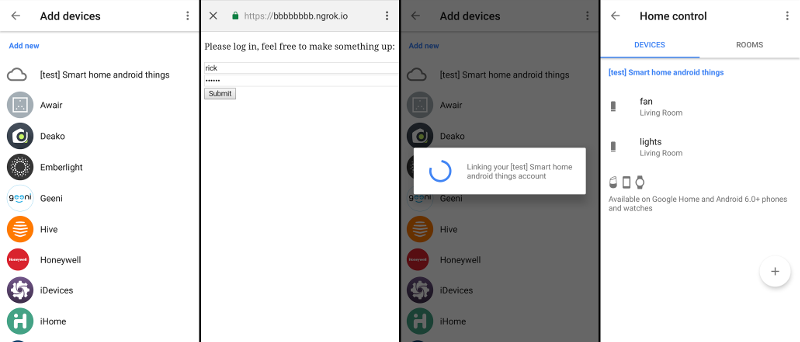 Add devices
Add new
[test] Smart home android things
Awair
Deako
Emberlight
geeni
Geeni
Hive
Honeywell
Honeywell
iDevices
iHome
https://bbbbbbbb.ngrok.io
Please log in, feel free to make something up:
rick
••••••
Submit
Add devices
Add new
[test] Smart home android things
Awair
Deako
Linking your [test] Smart home
android things account
Geeni
Hive
Honeywell
Honeywell
iDevices
iHome
Home control
DEVICES
ROOMS
[test] Smart home android things
fan
Living Room
lights
Living Room
Available on Google Home and Android 6.0+ phones
and watches